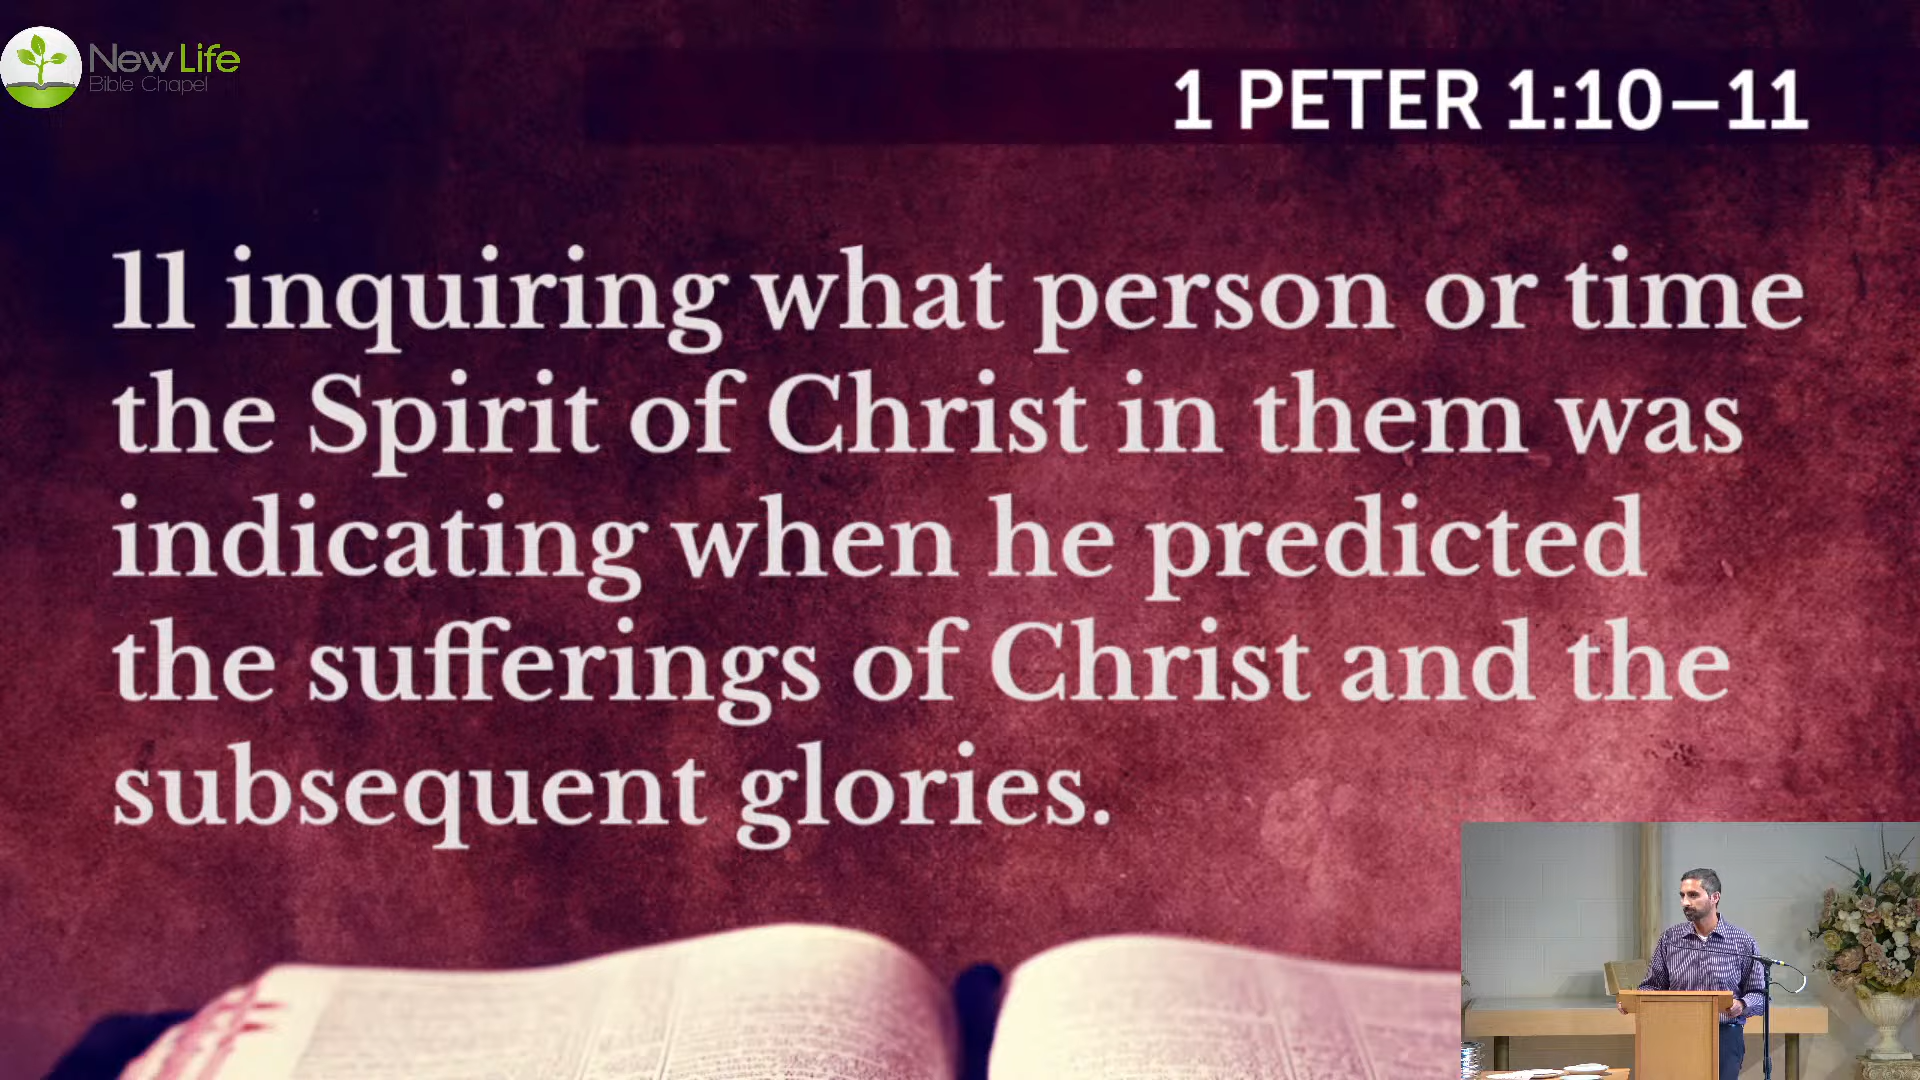 New Life
Bible Chapel
1 PETER 1:10–11
11 inquiring what person or time
the Spirit of Christ in them was
indicating when he predicted
the sufferings of Christ and the
subsequent glories.